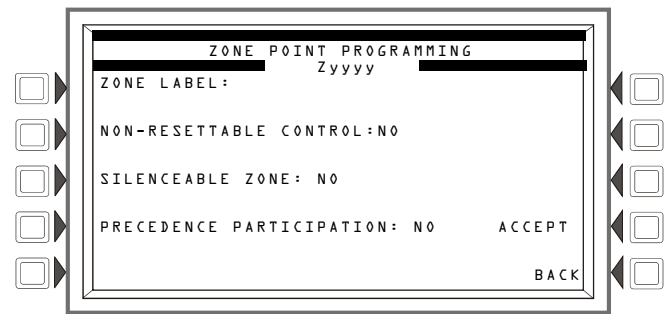 ZONE POINT PROGRAMMING
Zyyyy
ZONE LABEL:
NON-RESETTABLE CONTROL:NO
SILENCEABLE ZONE: NO
PRECEDENCE PARTICIPATION: NO ACCEPT
BACK